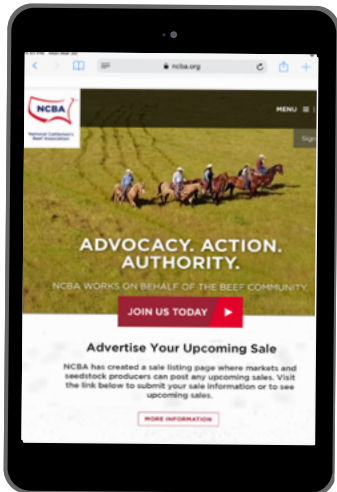 ncba.org
NCBA
National Cattlemen's
Beef Association
MENU
Sign
ADVOCACY. ACTION.
AUTHORITY.
NCBA WORKS ON BEHALF OF THE BEEF COMMUNITY
JOIN US TODAY
Advertise Your Upcoming Sale
NCBA has created a sale listing page where markets and
seedstock producers can post any upcoming sales. Visit
the link below to submit your sale information or to see
upcoming sales.
MORE INFORMATION